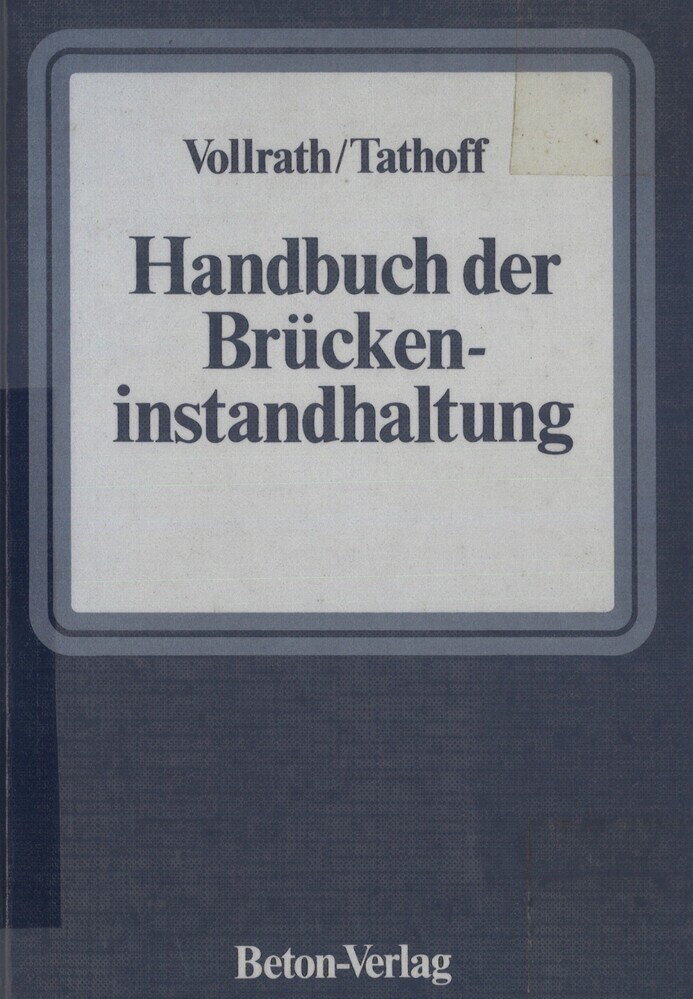 Vollrath/Tathoff
Handbuch der
Brücken-
instandhaltung
Beton-Verlag